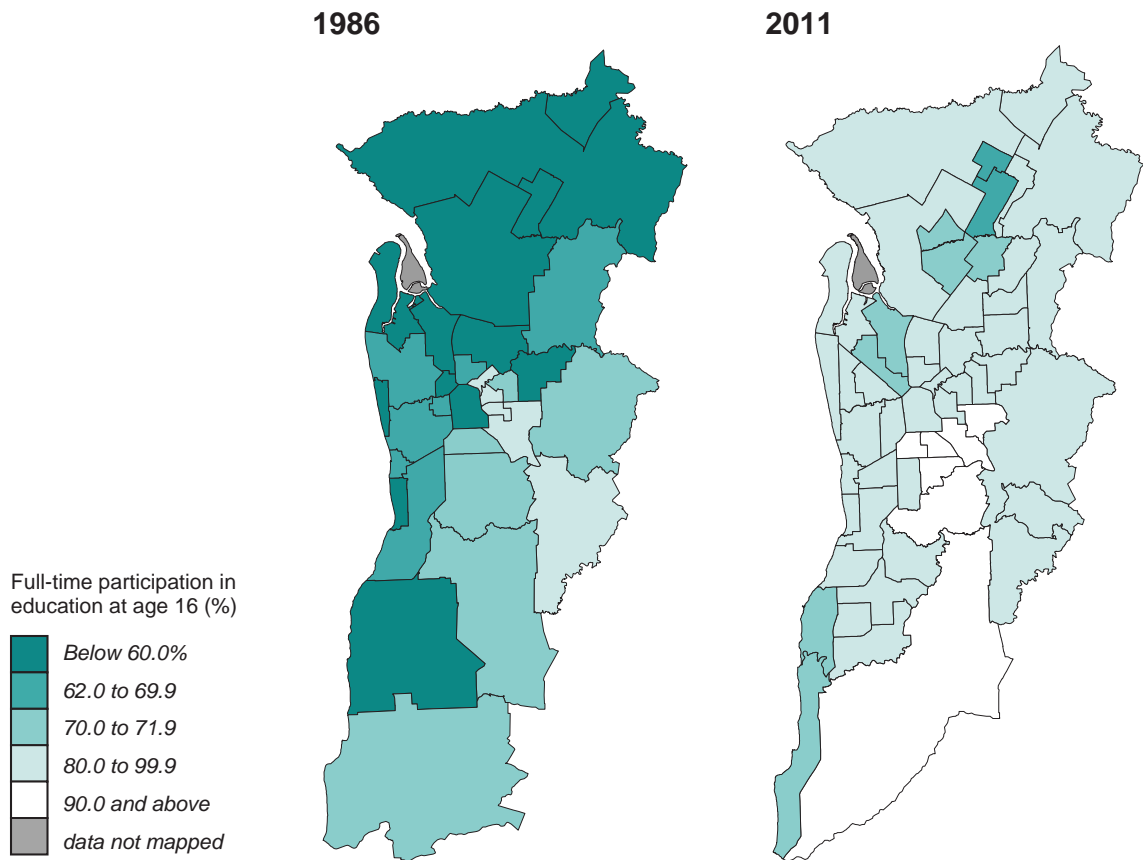 1986
2011
Full-time participation in
education at age 16 (%)
Below 60.0%
62.0 to 69.9
70.0 to 71.9
80.0 to 99.9
90.0 and above
data not mapped